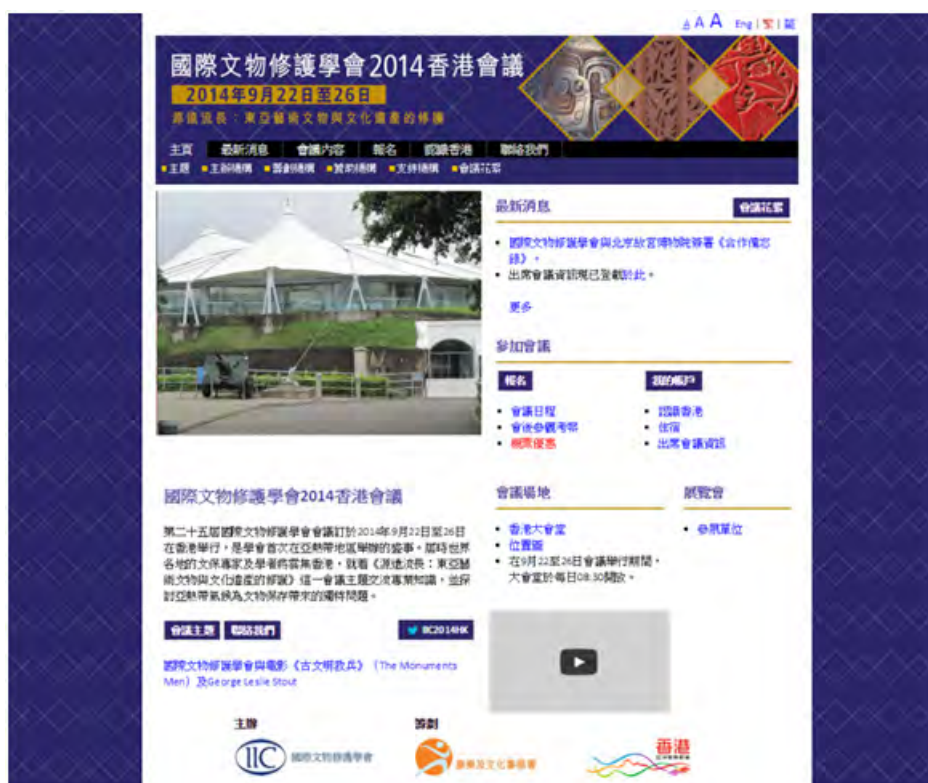 A A A Eng | 繁 | 簡
國際文物修護學會2014香港會議
2014年9月22日至26日
源遠流長：東亞藝術文物與文化遺產的修護
主頁 最新消息 會議內容 報名 認識香港 聯絡我們
主題 主辦機構 籌劃機構 贊助機構 支持機構 會議花絮
最新消息
會議花絮
國際文物修護學會與北京故宮博物院簽署《合作備忘
錄》。
出席會議資訊現已登載於此。
更多
參加會議
報名 我的帳戶
會議日程
會後參觀考察
機票優惠
認識香港
住宿
出席會議資訊
國際文物修護學會2014香港會議
第二十五屆國際文物修護學會會議訂於2014年9月22日至26日
在香港舉行，是學會首次在亞熱帶地區舉辦的盛事。屆時世界
各地的文保專家及學者將雲集香港，就着《源遠流長：東亞藝
術文物與文化遺產的修護》這一會議主題交流專業知識，並探
討亞熱帶氣候為文物保存帶來的獨特問題。
會議主題 聯絡我們 IIC2014HK
國際文物修護學會與電影《古文明救兵》（The Monuments
Men）及George Leslie Stout
會議場地
香港大會堂
位置圖
在9月22至26日會議舉行期間，
大會堂於每日08:30開放。
展覽會
參展單位
主辦 籌劃
IIC 國際文物修護學會
康樂及文化事務署
香港